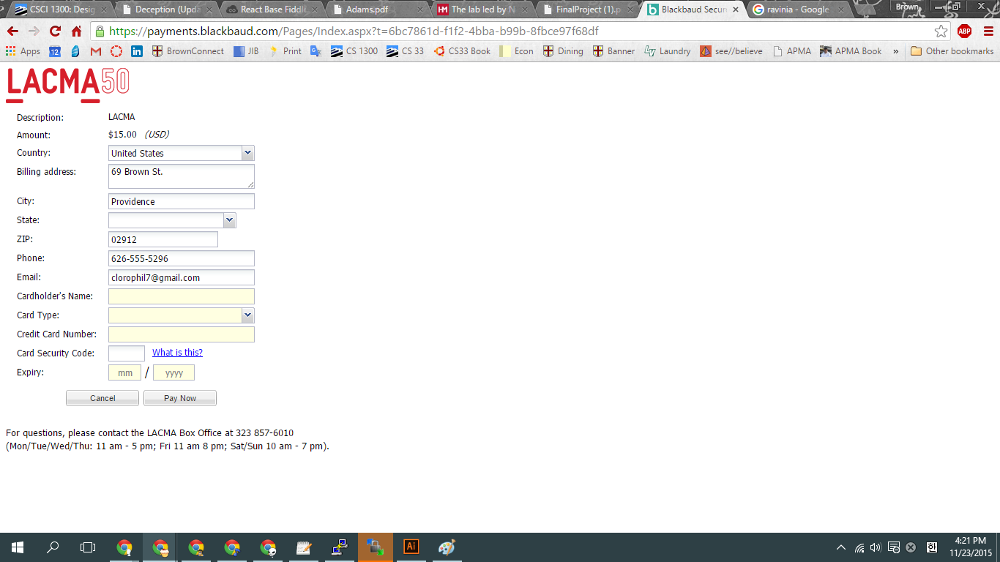 CSCI 1300: Desig
Deception (Upda
React Base Fiddle
Adams.pdf
The lab led by N
FinalProject (1).p
Blackbaud Secure
ravinia - Google
Brown
https://payments.blackbaud.com/Pages/Index.aspx?t=6bc7861d-f1f2-4bba-b99b-8fbce97f68df
ABP
Apps 12 BrownConnect JIB Print CS 1300 CS 33 CS33 Book Econ Dining Banner Laundry see//believe APMA APMA Book » Other bookmarks
LACMA50
Description: LACMA
Amount: $15.00 (USD)
Country: United States
Billing address: 69 Brown St.
City: Providence
State:
ZIP: 02912
Phone: 626-555-5296
Email: clorophil7@gmail.com
Cardholder's Name:
Card Type:
Credit Card Number:
Card Security Code: What is this?
Expiry: mm / yyyy
Cancel Pay Now
For questions, please contact the LACMA Box Office at 323 857-6010
(Mon/Tue/Wed/Thu: 11 am - 5 pm; Fri 11 am 8 pm; Sat/Sun 10 am - 7 pm).
Ai
한
4:21 PM
11/23/2015